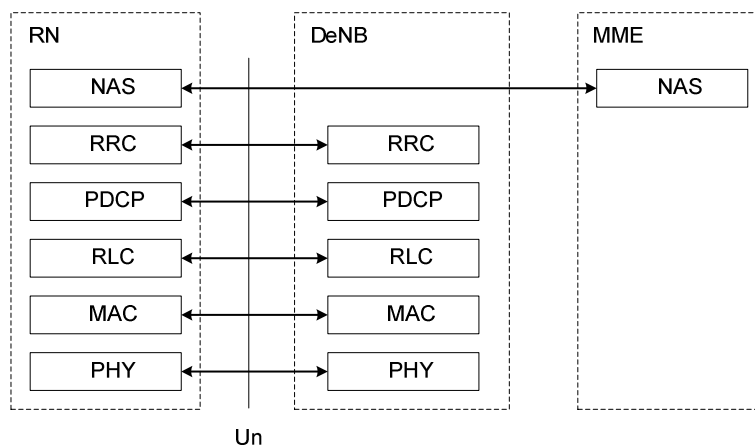 RN DeNB MME
NAS NAS
RRC RRC
PDCP PDCP
RLC RLC
MAC MAC
PHY PHY
Un